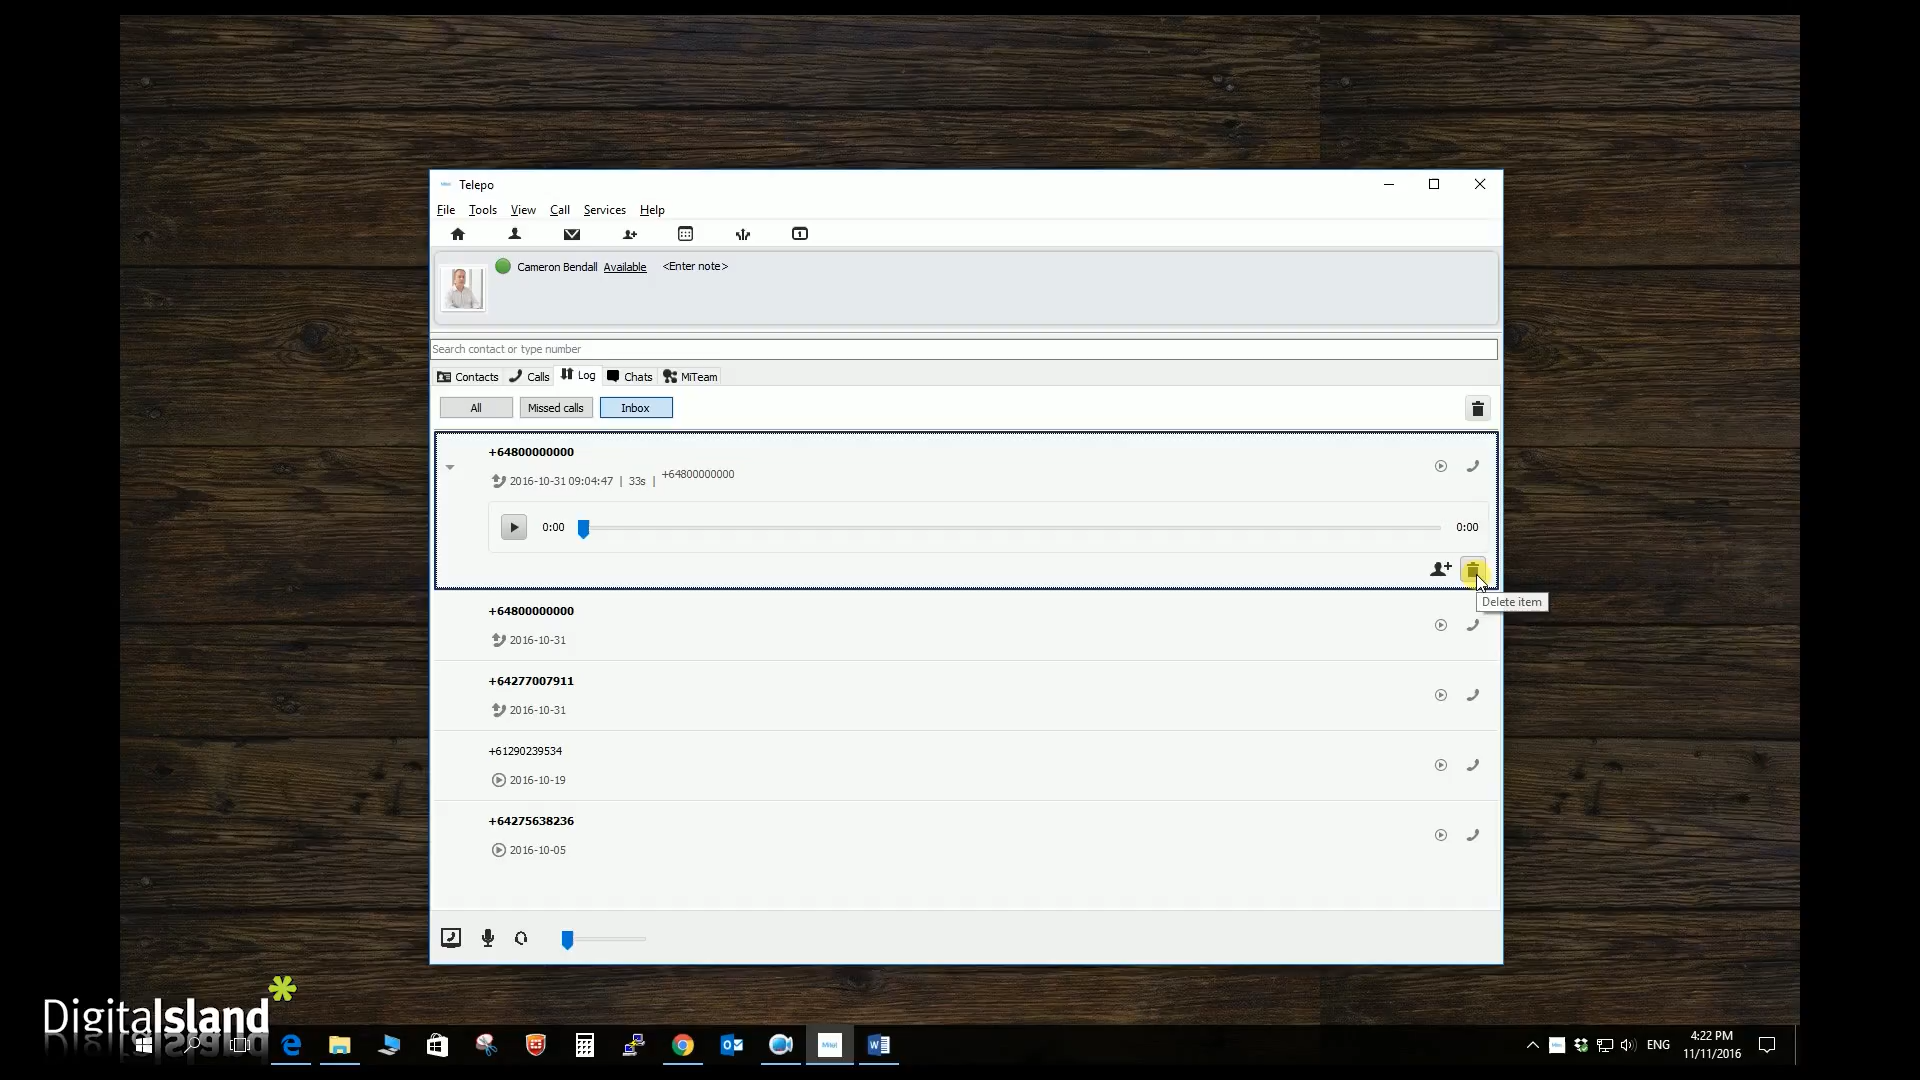 Telepo
File Tools View Call Services Help
Cameron Bendall Available <Enter note>
Search contact or type number
Contacts Calls Log Chats MiTeam
All Missed calls Inbox
+64800000000
2016-10-31 09:04:47 | 33s | +64800000000
0:00 0:00
Delete item
+64800000000
2016-10-31
+64277007911
2016-10-31
+61290239534
2016-10-19
+64275638236
2016-10-05
DigitalIsland
Mitel
ENG
4:22 PM
11/11/2016